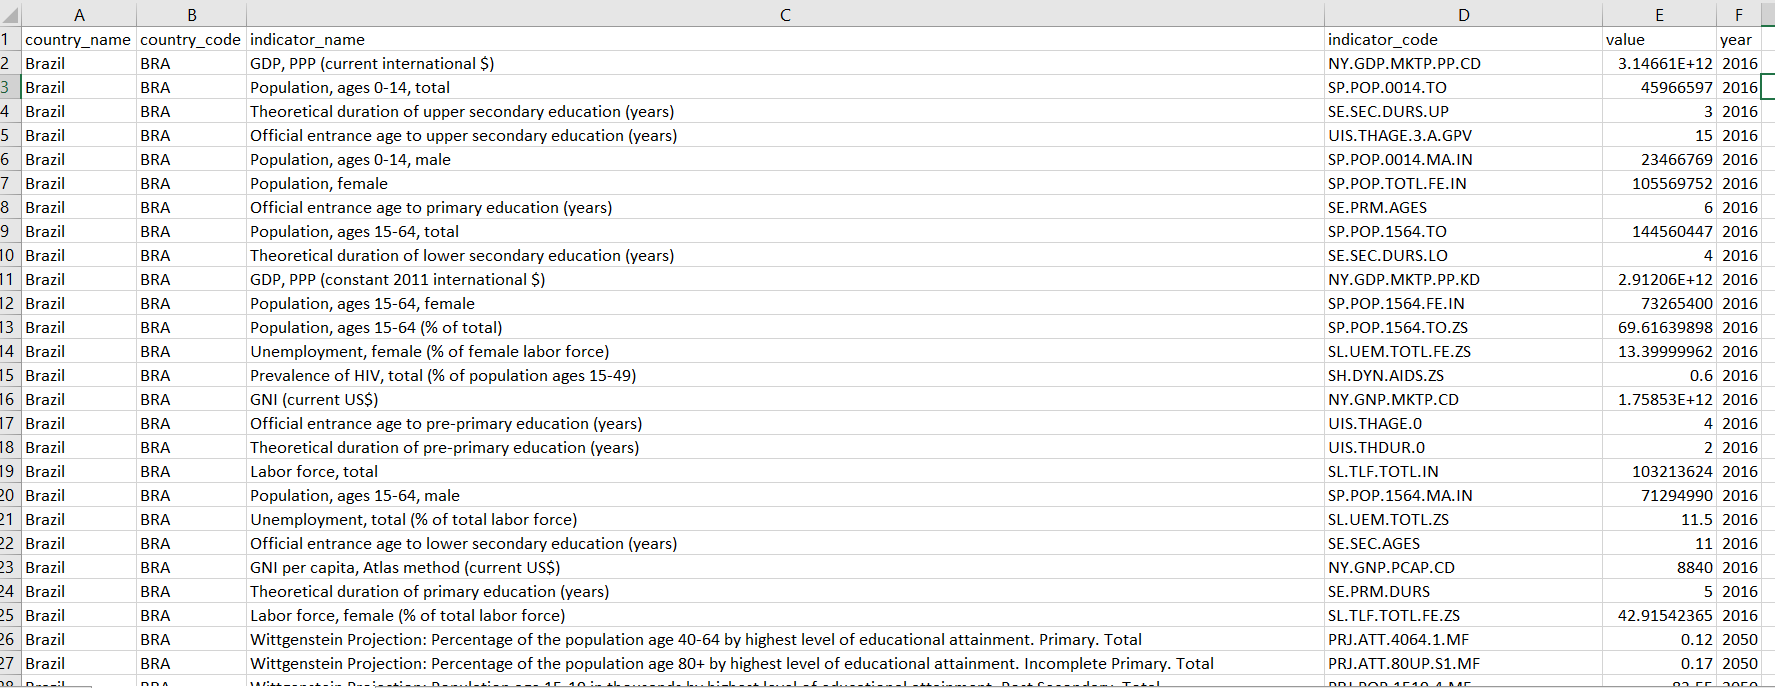 A B C D E F
1 country_name country_code indicator_name indicator_code value year
2 Brazil BRA GDP, PPP (current international $) NY.GDP.MKTP.PP.CD 3.14661E+12 2016
3 Brazil BRA Population, ages 0-14, total SP.POP.0014.TO 45966597 2016
4 Brazil BRA Theoretical duration of upper secondary education (years) SE.SEC.DURS.UP 3 2016
5 Brazil BRA Official entrance age to upper secondary education (years) UIS.THAGE.3.A.GPV 15 2016
6 Brazil BRA Population, ages 0-14, male SP.POP.0014.MA.IN 23466769 2016
7 Brazil BRA Population, female SP.POP.TOTL.FE.IN 105569752 2016
8 Brazil BRA Official entrance age to primary education (years) SE.PRM.AGES 6 2016
9 Brazil BRA Population, ages 15-64, total SP.POP.1564.TO 144560447 2016
10 Brazil BRA Theoretical duration of lower secondary education (years) SE.SEC.DURS.LO 4 2016
11 Brazil BRA GDP, PPP (constant 2011 international $) NY.GDP.MKTP.PP.KD 2.91206E+12 2016
12 Brazil BRA Population, ages 15-64, female SP.POP.1564.FE.IN 73265400 2016
13 Brazil BRA Population, ages 15-64 (% of total) SP.POP.1564.TO.ZS 69.61639898 2016
14 Brazil BRA Unemployment, female (% of female labor force) SL.UEM.TOTL.FE.ZS 13.39999962 2016
15 Brazil BRA Prevalence of HIV, total (% of population ages 15-49) SH.DYN.AIDS.ZS 0.6 2016
16 Brazil BRA GNI (current US$) NY.GNP.MKTP.CD 1.75853E+12 2016
17 Brazil BRA Official entrance age to pre-primary education (years) UIS.THAGE.0 4 2016
18 Brazil BRA Theoretical duration of pre-primary education (years) UIS.THDUR.0 2 2016
19 Brazil BRA Labor force, total SL.TLF.TOTL.IN 103213624 2016
20 Brazil BRA Population, ages 15-64, male SP.POP.1564.MA.IN 71294990 2016
21 Brazil BRA Unemployment, total (% of total labor force) SL.UEM.TOTL.ZS 11.5 2016
22 Brazil BRA Official entrance age to lower secondary education (years) SE.SEC.AGES 11 2016
23 Brazil BRA GNI per capita, Atlas method (current US$) NY.GNP.PCAP.CD 8840 2016
24 Brazil BRA Theoretical duration of primary education (years) SE.PRM.DURS 5 2016
25 Brazil BRA Labor force, female (% of total labor force) SL.TLF.TOTL.FE.ZS 42.91542365 2016
26 Brazil BRA Wittgenstein Projection: Percentage of the population age 40-64 by highest level of educational attainment. Primary. Total PRJ.ATT.4064.1.MF 0.12 2050
27 Brazil BRA Wittgenstein Projection: Percentage of the population age 80+ by highest level of educational attainment. Incomplete Primary. Total PRJ.ATT.80UP.S1.MF 0.17 2050